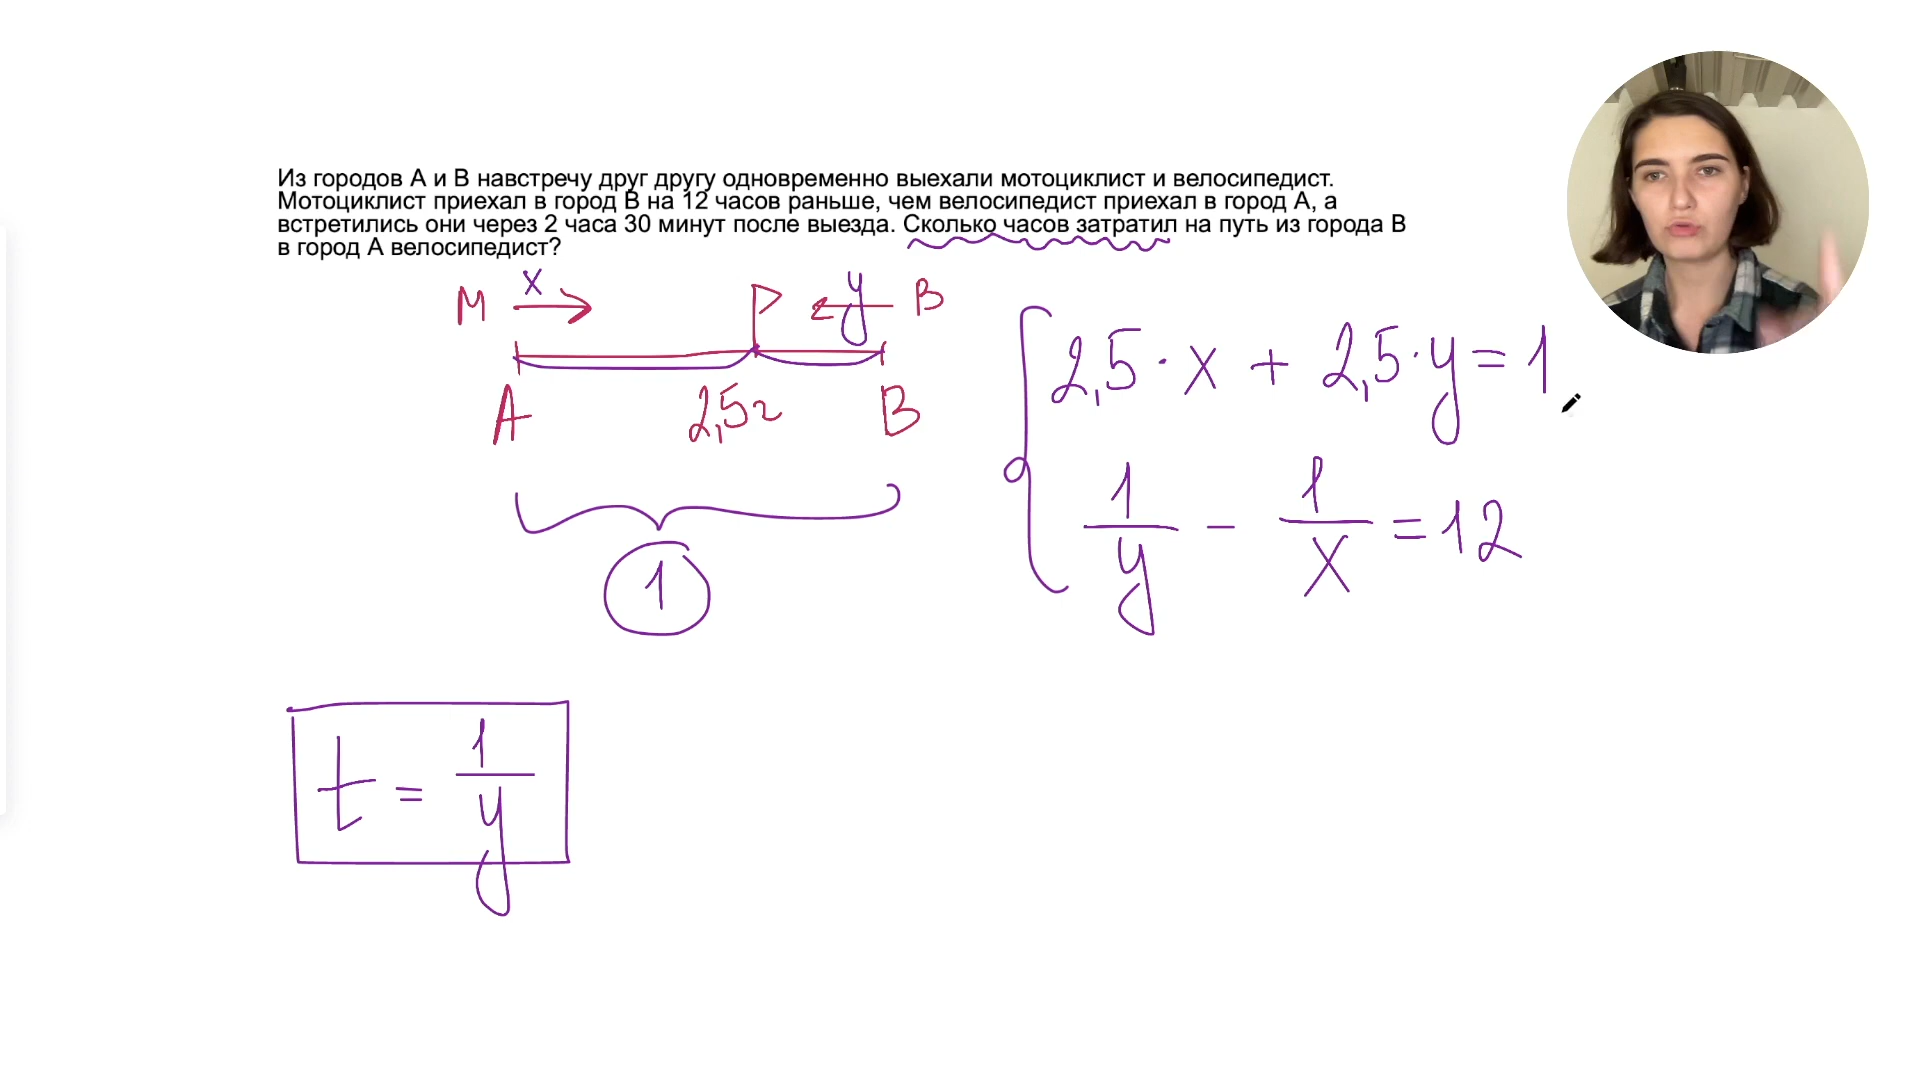 Из городов А и В навстречу друг другу одновременно выехали мотоциклист и велосипедист.
Мотоциклист приехал в город В на 12 часов раньше, чем велосипедист приехал в город А, а
встретились они через 2 часа 30 минут после выезда. Сколько часов затратил на путь из города В
в город А велосипедист?
М x y В
А 2,5ч В
1
2,5 · x + 2,5 · y = 1
1/y - 1/x = 12
t = 1/y